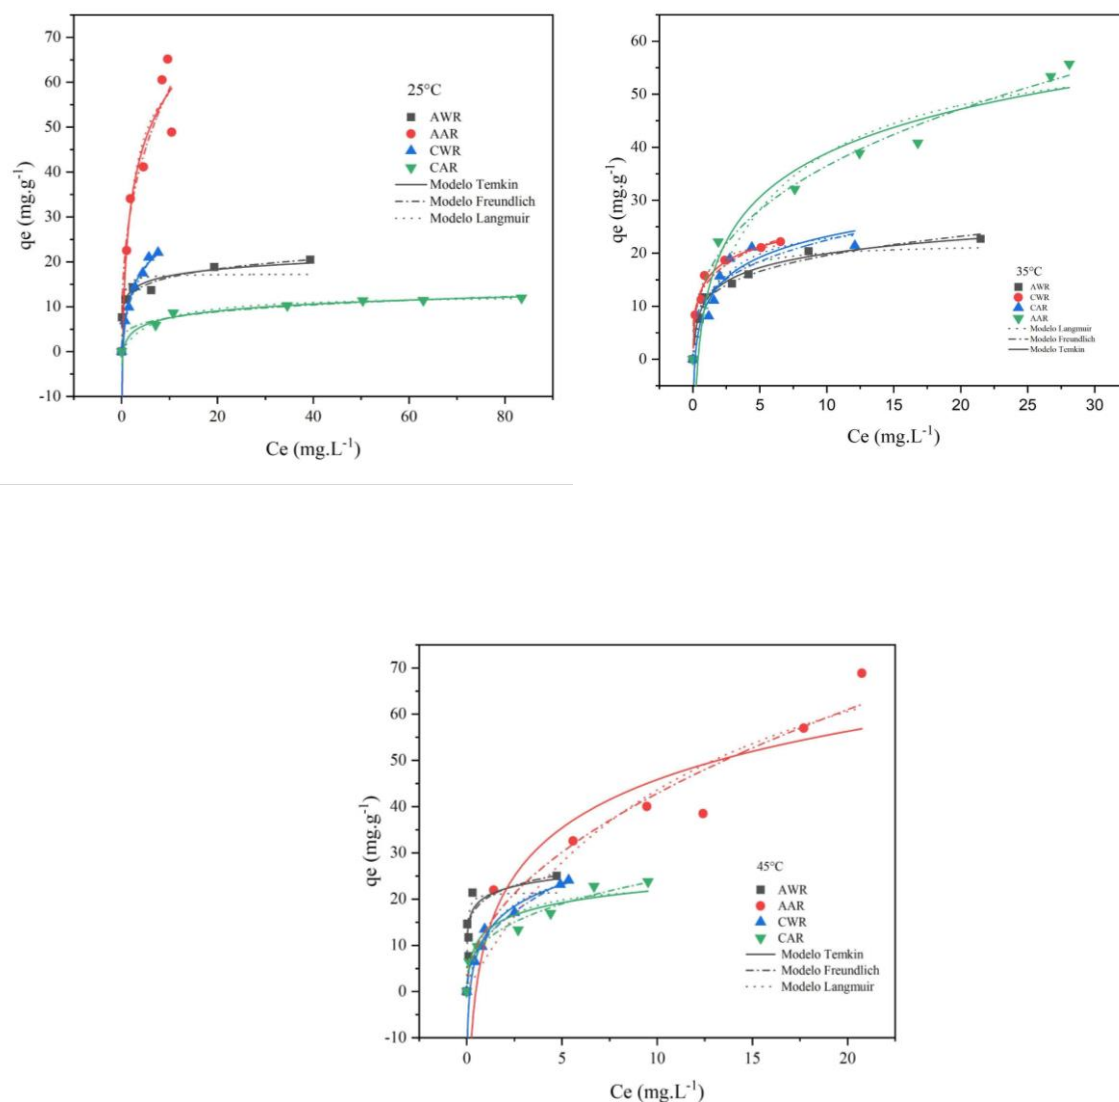 70
60
50
40
30
20
10
0
-10
qe (mg.g⁻¹)
25°C
AWR
AAR
CWR
CAR
Modelo Temkin
Modelo Freundlich
Modelo Langmuir
0 20 40 60 80
Ce (mg.L⁻¹)
60
50
40
30
20
10
0
qe (mg.g⁻¹)
35°C
AWR
CWR
CAR
AAR
Modelo Langmuir
Modelo Freundlich
Modelo Temkin
0 5 10 15 20 25 30
Ce (mg.L⁻¹)
70
60
50
40
30
20
10
0
-10
qe (mg.g⁻¹)
45°C
AWR
AAR
CWR
CAR
Modelo Temkin
Modelo Freundlich
Modelo Langmuir
0 5 10 15 20
Ce (mg.L⁻¹)